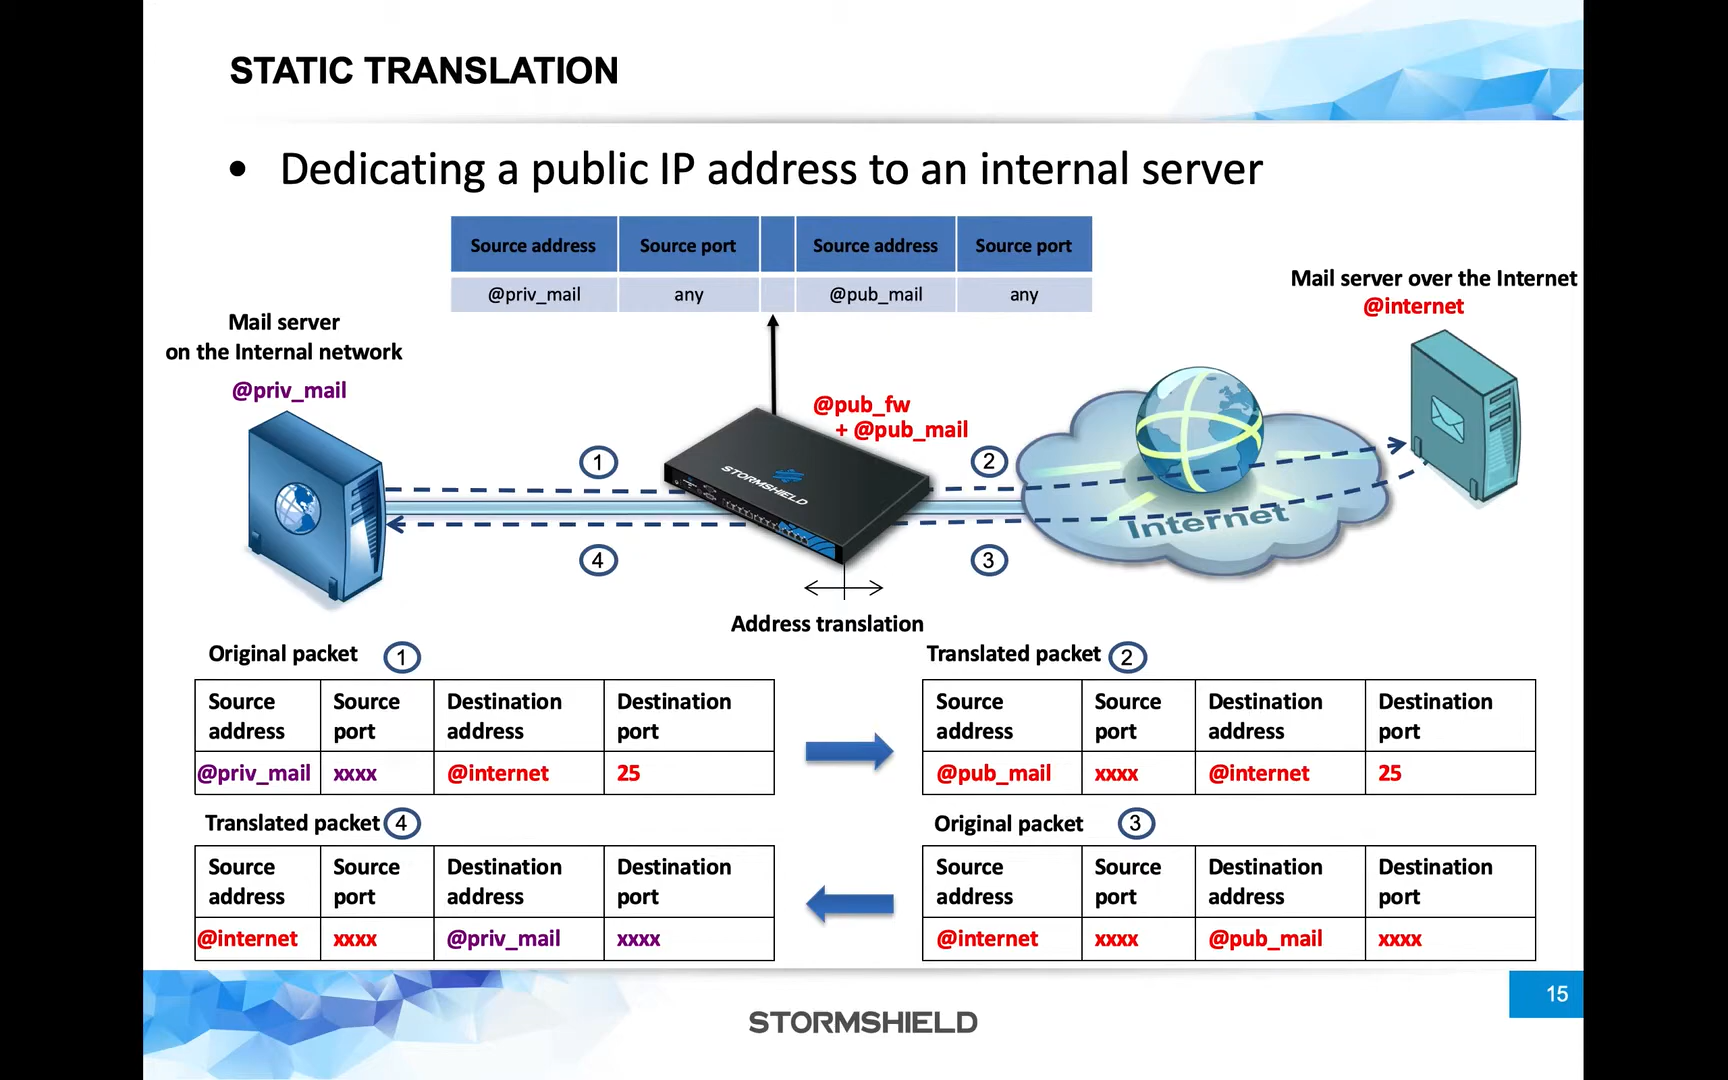 STATIC TRANSLATION
• Dedicating a public IP address to an internal server
Source address Source port Source address Source port
@priv_mail any @pub_mail any
Mail server over the Internet
@internet
Mail server
on the Internal network
@priv_mail
@pub_fw
+ @pub_mail
1
2
STORMSHIELD
Internet
4
3
Address translation
Original packet 1
Source address Source port Destination address Destination port
@priv_mail xxxx @internet 25
Translated packet 2
Source address Source port Destination address Destination port
@pub_mail xxxx @internet 25
Translated packet 4
Source address Source port Destination address Destination port
@internet xxxx @priv_mail xxxx
Original packet 3
Source address Source port Destination address Destination port
@internet xxxx @pub_mail xxxx
15
STORMSHIELD